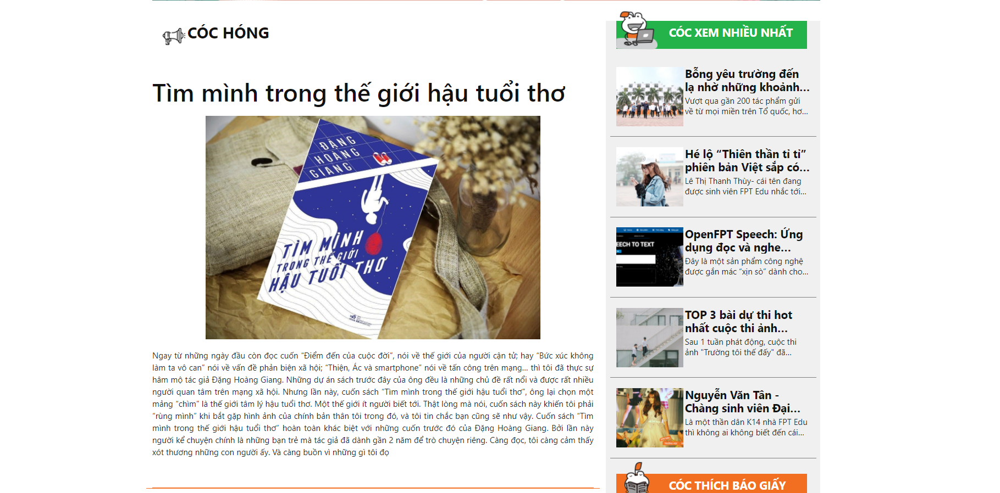 CÓC HÓNG
Tìm mình trong thế giới hậu tuổi thơ
ĐẶNG
HOÀNG
GIANG
TÌM MÌNH
TRONG THẾ GIỚI
HẬU TUỔI THƠ
Ngay từ những ngày đầu còn đọc cuốn “Điểm đến của cuộc đời”, nói về thế giới của người cận tử; hay “Bức xúc không
làm ta vô can” nói về vấn đề phản biện xã hội; “Thiện, Ác và smartphone” nói về tấn công trên mạng... thì tôi đã thực sự
hâm mộ tác giả Đặng Hoàng Giang. Những dự án sách trước đây của ông đều là những chủ đề rất nổi và được rất nhiều
người quan tâm trên mạng xã hội. Nhưng lần này, cuốn sách “Tìm mình trong thế giới hậu tuổi thơ”, ông lại chọn một
mảng “chìm” là thế giới tâm lý hậu tuổi thơ. Một thế giới ít người biết tới. Thật lòng mà nói, cuốn sách này khiến tôi phải
“rùng mình” khi bắt gặp hình ảnh của chính bản thân tôi trong đó, và tôi tin chắc bạn cũng sẽ như vậy. Cuốn sách “Tìm
mình trong thế giới hậu tuổi thơ” hoàn toàn khác biệt với những cuốn trước đó của Đặng Hoàng Giang. Bởi lần này
người kể chuyện chính là những bạn trẻ mà tác giả đã dành gần 2 năm để trò chuyện riêng. Càng đọc, tôi càng cảm thấy
xót thương những con người ấy. Và càng buồn vì những gì tôi đọ
CÓC XEM NHIỀU NHẤT
Bỗng yêu trường đến
lạ nhờ những khoảnh...
Vượt qua gần 200 tác phẩm gửi
về từ mọi miền trên Tổ quốc, hơ...
Hé lộ “Thiên thần tỉ tỉ”
phiên bản Việt sắp có...
Lê Thị Thanh Thùy- cái tên đang
được sinh viên FPT Edu nhắc tới...
EECH TO TEXT
OpenFPT Speech: Ứng
dụng đọc và nghe...
Đây là một sản phẩm công nghệ
được gắn mác “xịn sò” dành cho...
TOP 3 bài dự thi hot
nhất cuộc thi ảnh...
Sau 1 tuần phát động, cuộc thi
ảnh "Trường tôi thế đấy" đã...
Nguyễn Văn Tân -
Chàng sinh viên Đại...
Là một thần dân K14 nhà FPT Edu
thì không ai không biết đến cái...
CÓC THÍCH BÁO GIẤY